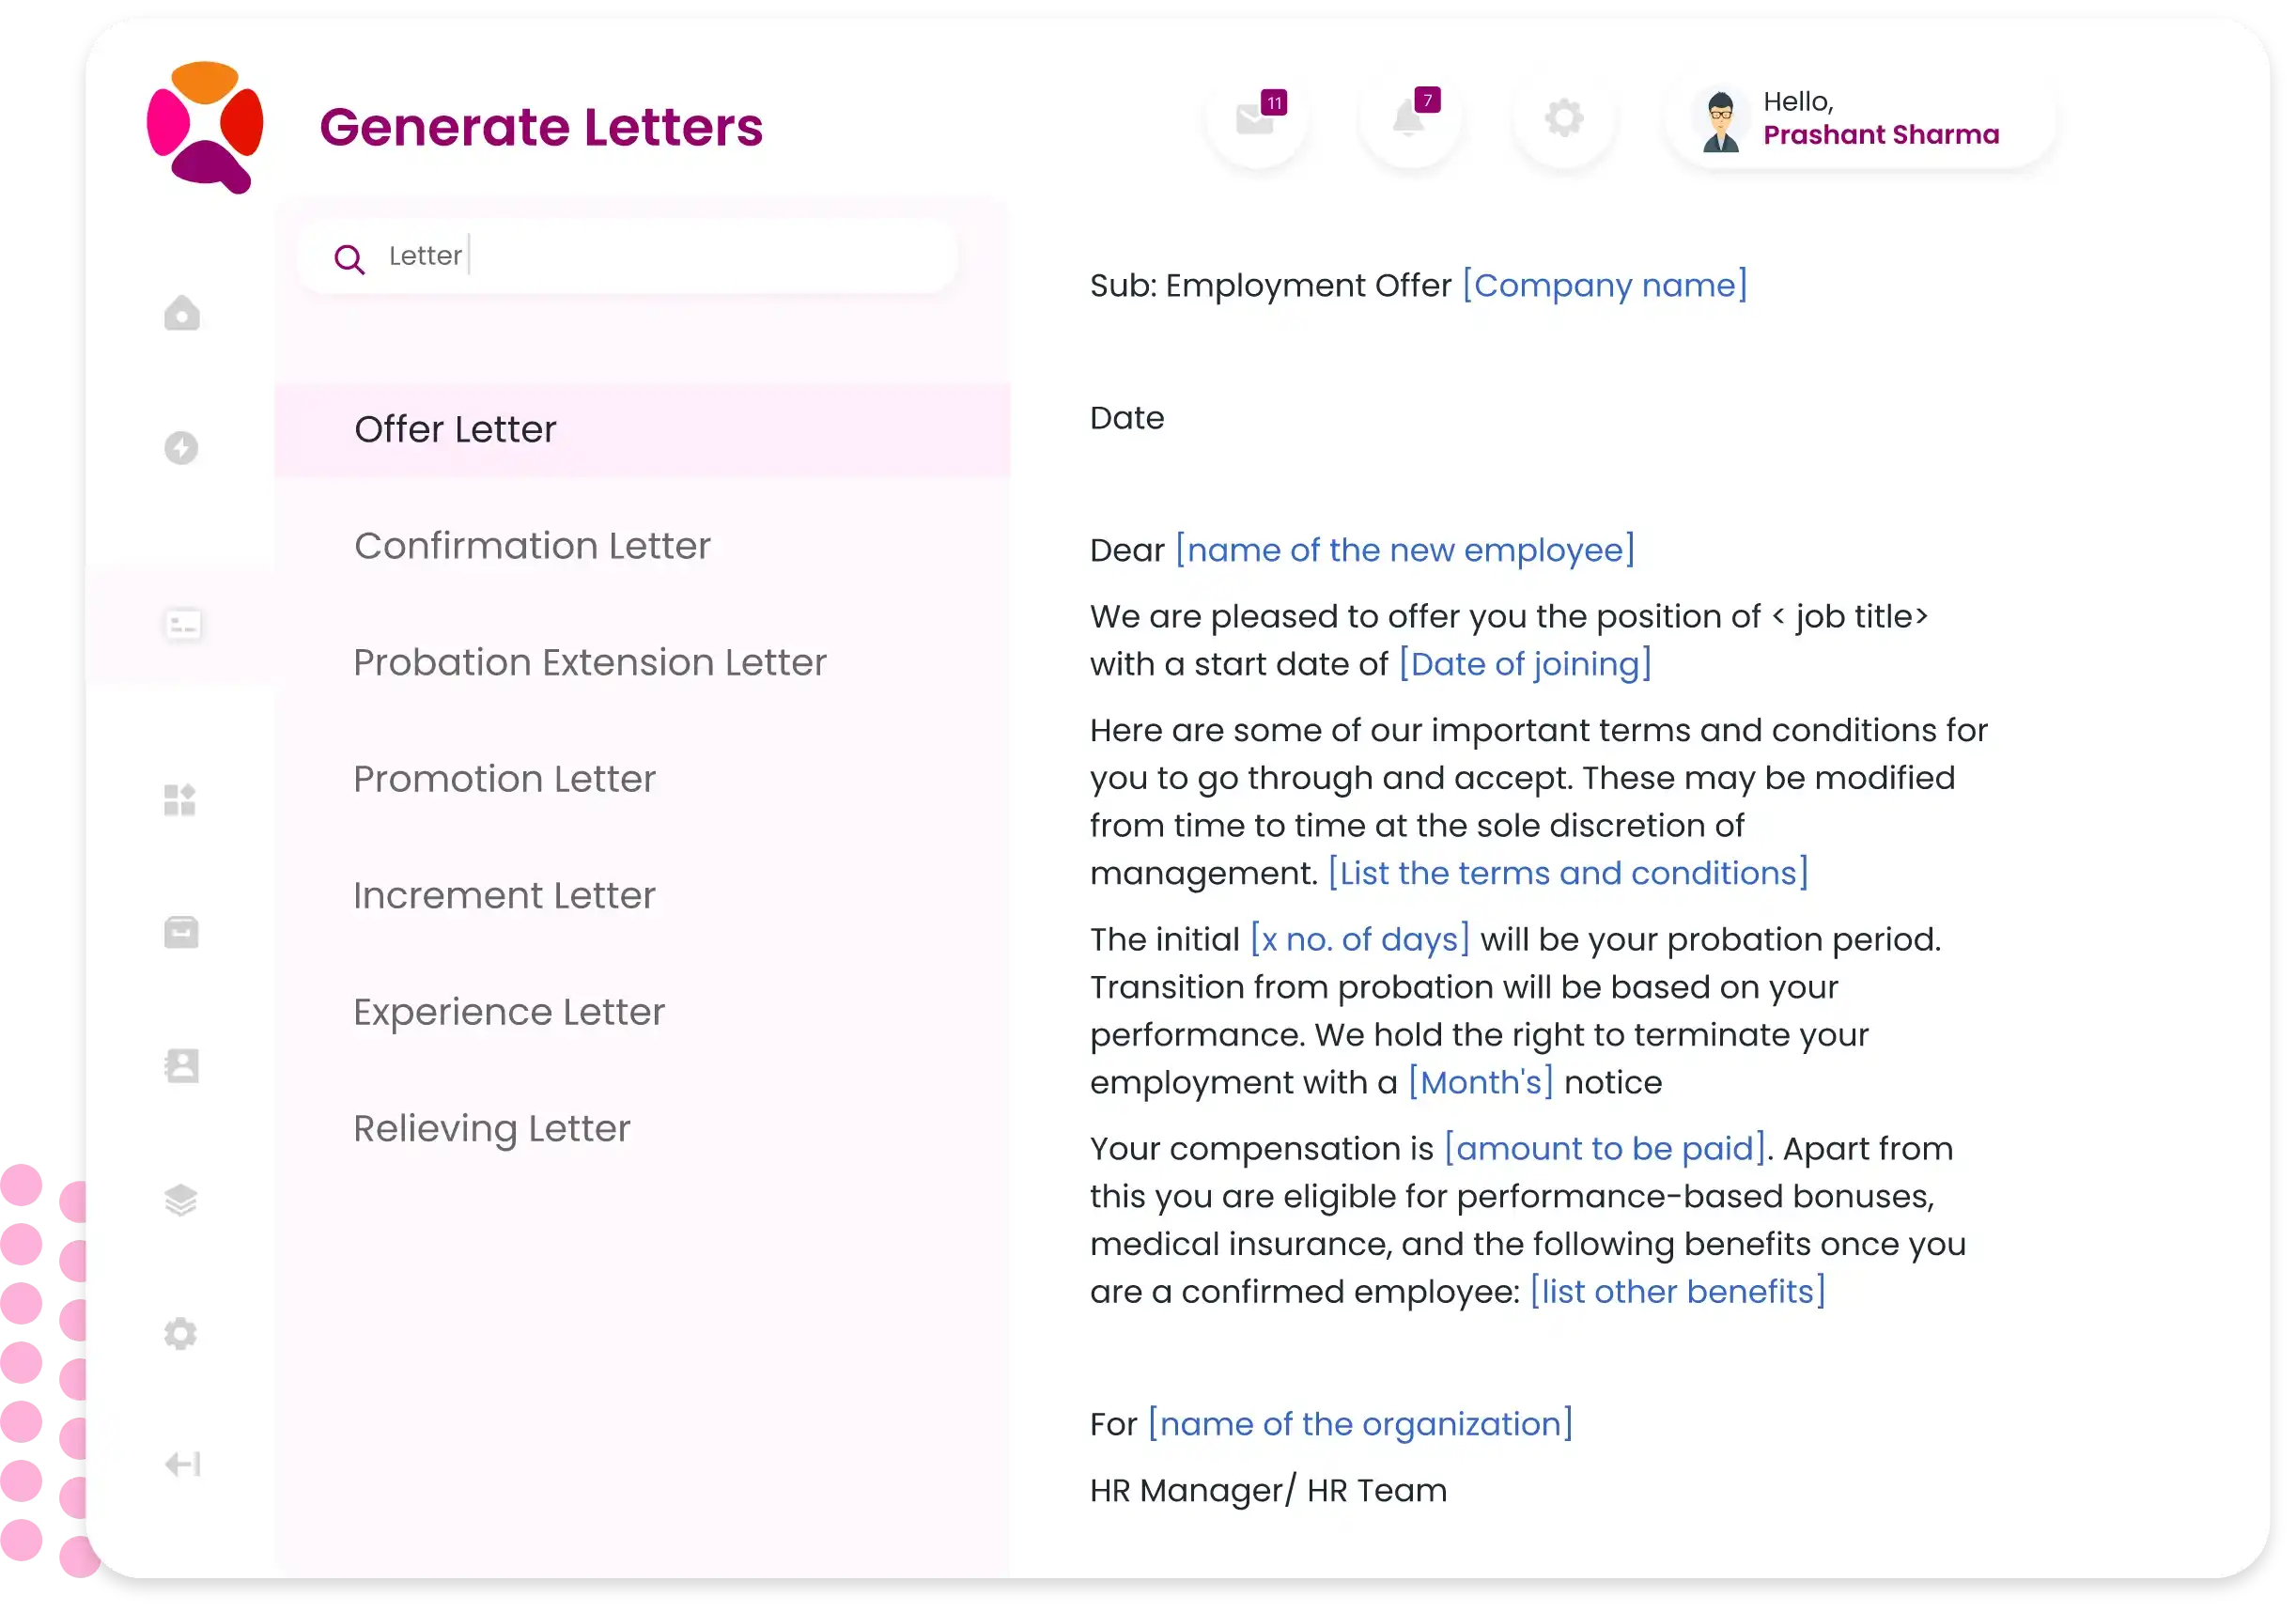 Generate Letters
11
7
Hello,
Prashant Sharma
Letter
Offer Letter
Confirmation Letter
Probation Extension Letter
Promotion Letter
Increment Letter
Experience Letter
Relieving Letter
Sub: Employment Offer [Company name]
Date
Dear [name of the new employee]
We are pleased to offer you the position of < job title>
with a start date of [Date of joining]
Here are some of our important terms and conditions for
you to go through and accept. These may be modified
from time to time at the sole discretion of
management. [List the terms and conditions]
The initial [x no. of days] will be your probation period.
Transition from probation will be based on your
performance. We hold the right to terminate your
employment with a [Month's] notice
Your compensation is [amount to be paid]. Apart from
this you are eligible for performance-based bonuses,
medical insurance, and the following benefits once you
are a confirmed employee: [list other benefits]
For [name of the organization]
HR Manager/ HR Team